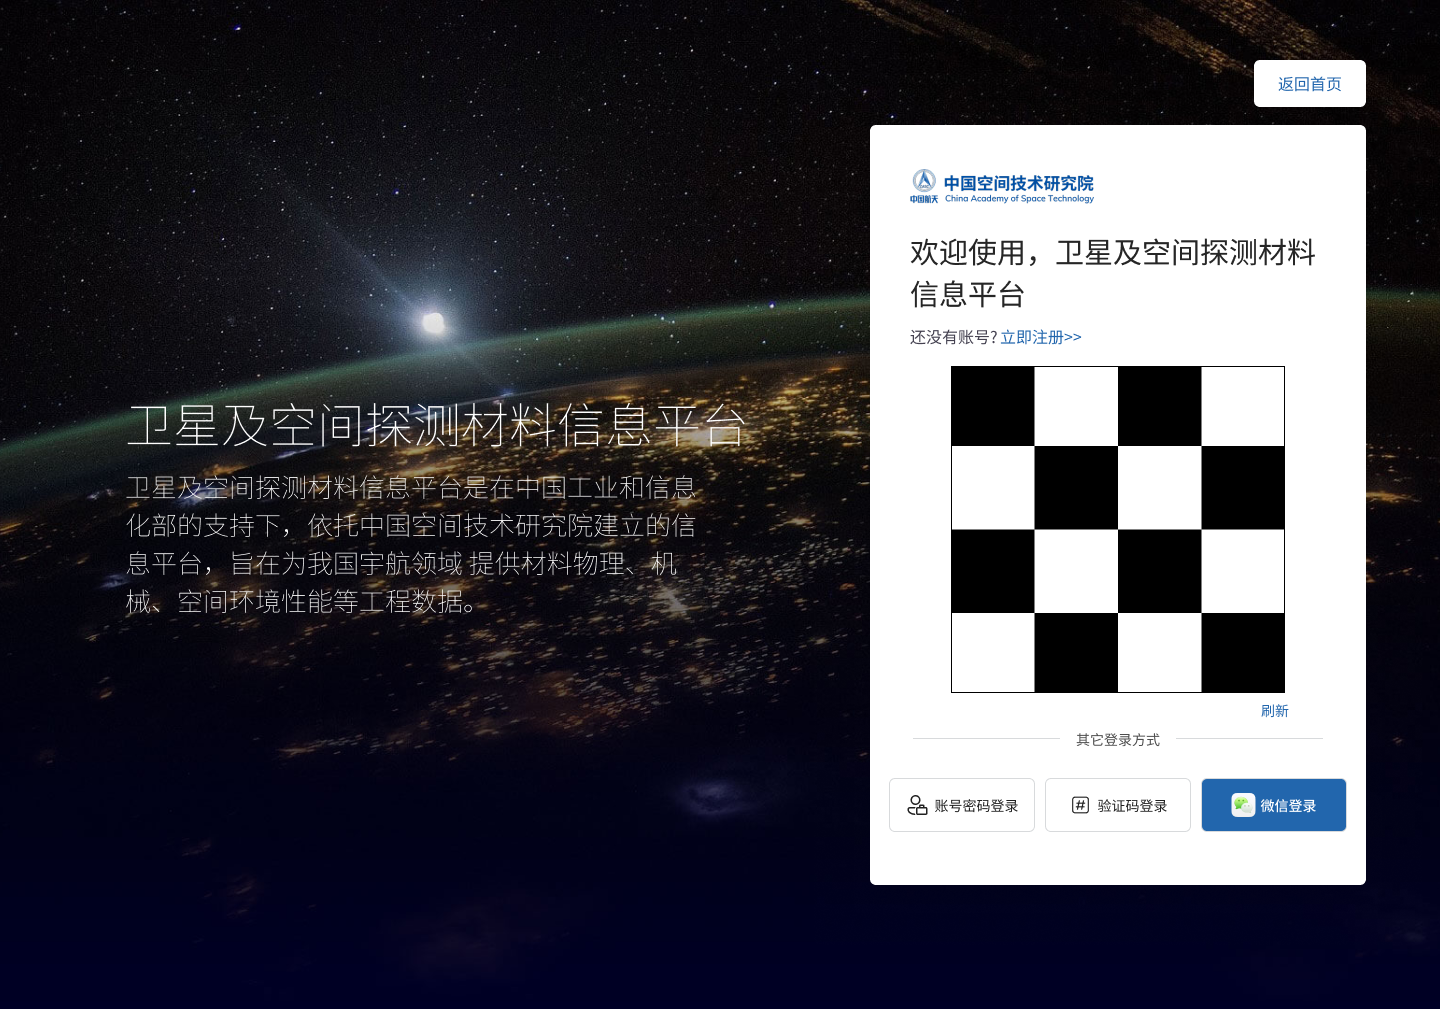 返回首页
中国航天
中国空间技术研究院
China Academy of Space Technology
欢迎使用，卫星及空间探测材料
信息平台
还没有账号? 立即注册>>
卫星及空间探测材料信息平台
卫星及空间探测材料信息平台是在中国工业和信息
化部的支持下，依托中国空间技术研究院建立的信
息平台，旨在为我国宇航领域 提供材料物理、机
械、空间环境性能等工程数据。
刷新
其它登录方式
账号密码登录
验证码登录
微信登录